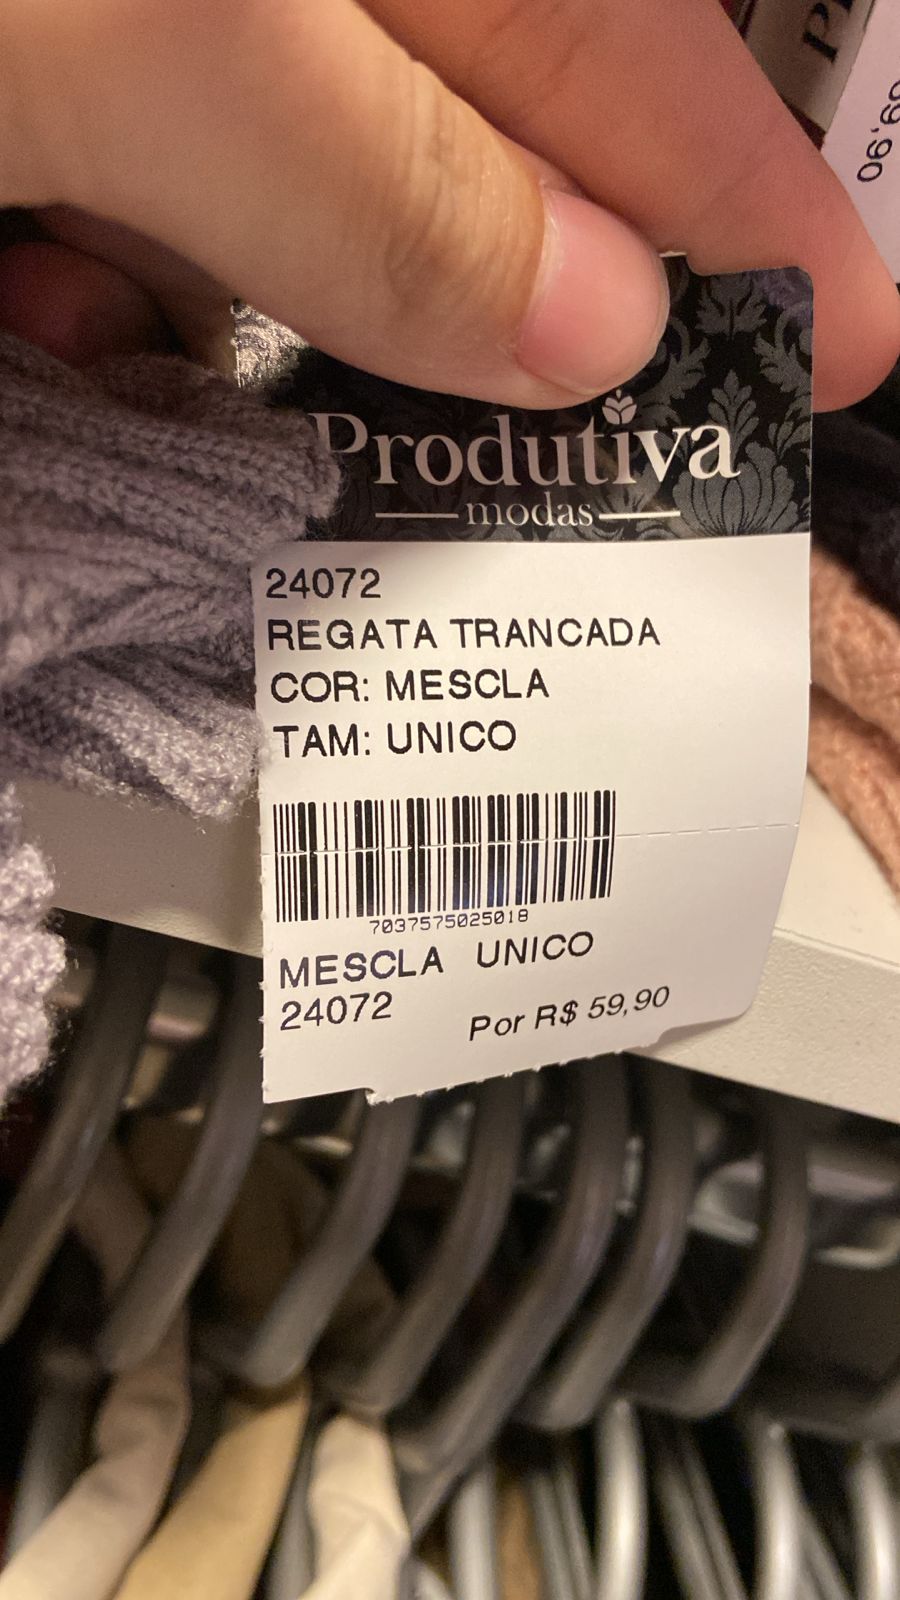 Produtiva
modas
24072
REGATA TRANCADA
COR: MESCLA
TAM: UNICO
7037575025018
MESCLA UNICO
24072
Por R$ 59,90